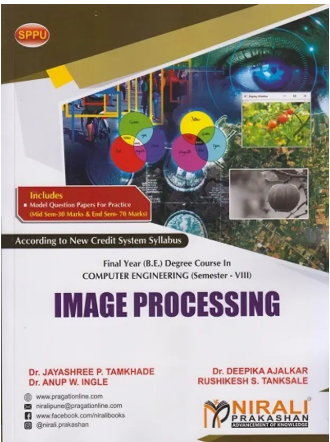 SPPU
Includes
• Model Question Papers For Practice
(Mid Sem-30 Marks & End Sem- 70 Marks)
According to New Credit System Syllabus
Final Year (B.E.) Degree Course In
COMPUTER ENGINEERING (Semester - VIII)
IMAGE PROCESSING
Dr. JAYASHREE P. TAMKHADE
Dr. ANUP W. INGLE
Dr. DEEPIKA AJALKAR
RUSHIKESH S. TANKSALE
www.pragationline.com
niralipune@pragationline.com
www.facebook.com/niralibooks
@nirali.prakashan
NIRALI
PRAKASHAN
ADVANCEMENT OF KNOWLEDGE